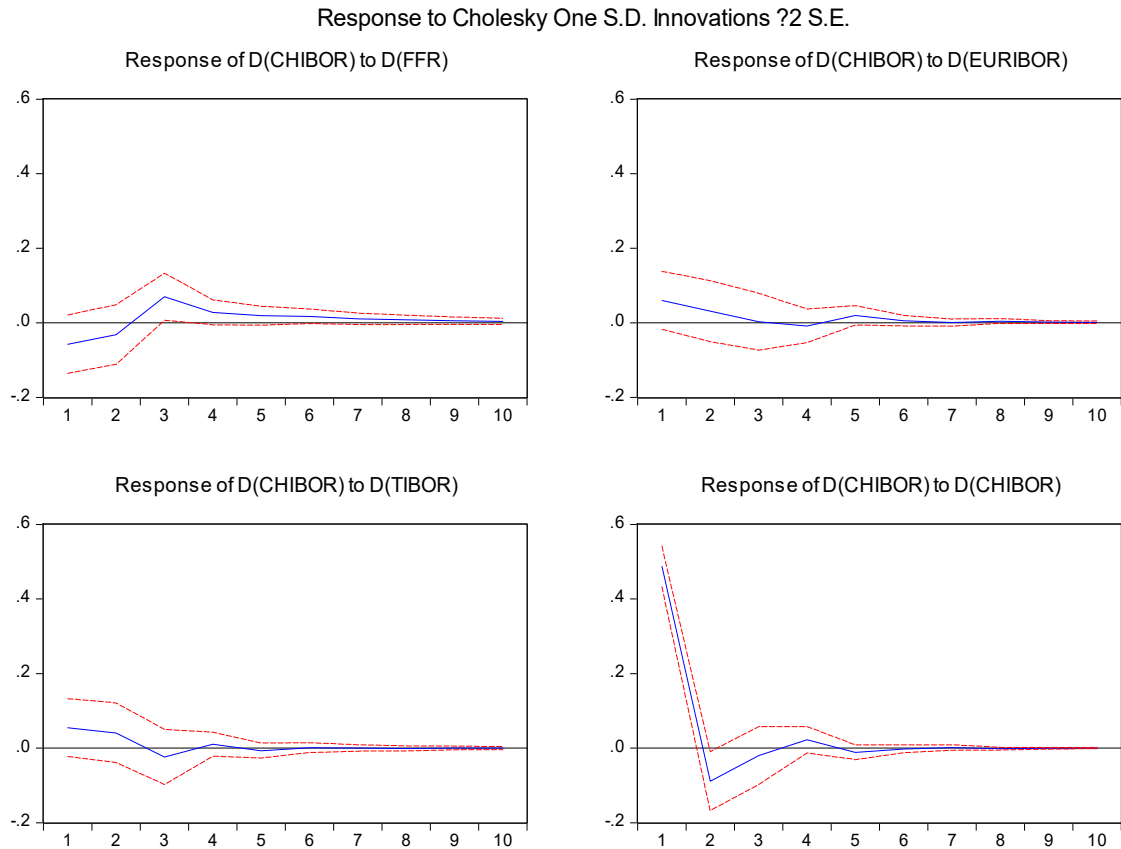 Response to Cholesky One S.D. Innovations ?2 S.E.
Response of D(CHIBOR) to D(FFR)
.6
.4
.2
.0
-.2
1 2 3 4 5 6 7 8 9 10
Response of D(CHIBOR) to D(EURIBOR)
.6
.4
.2
.0
-.2
1 2 3 4 5 6 7 8 9 10
Response of D(CHIBOR) to D(TIBOR)
.6
.4
.2
.0
-.2
1 2 3 4 5 6 7 8 9 10
Response of D(CHIBOR) to D(CHIBOR)
.6
.4
.2
.0
-.2
1 2 3 4 5 6 7 8 9 10